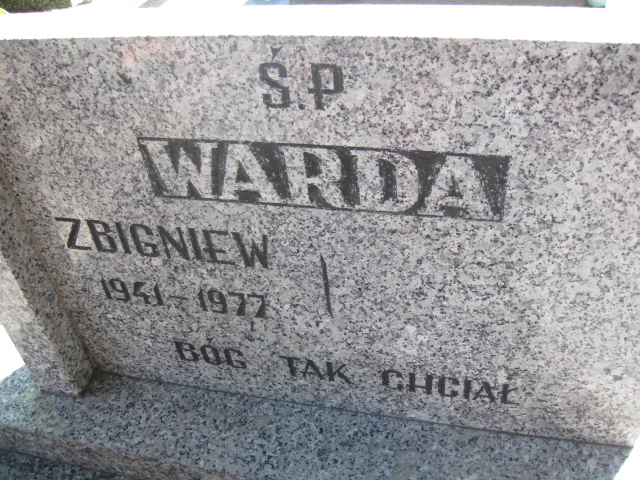 Ś.P
WARDA
ZBIGNIEW
1941-1977
BÓG TAK CHCIAŁ